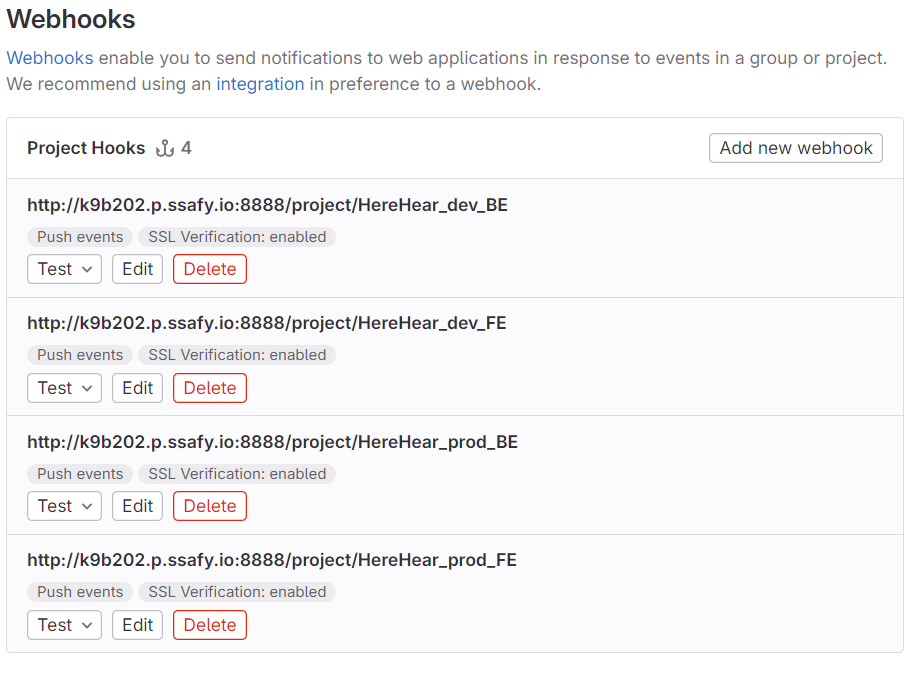 Webhooks
Webhooks enable you to send notifications to web applications in response to events in a group or project.
We recommend using an integration in preference to a webhook.
Project Hooks 4 Add new webhook
http://k9b202.p.ssafy.io:8888/project/HereHear_dev_BE
Push events SSL Verification: enabled
Test Edit Delete
http://k9b202.p.ssafy.io:8888/project/HereHear_dev_FE
Push events SSL Verification: enabled
Test Edit Delete
http://k9b202.p.ssafy.io:8888/project/HereHear_prod_BE
Push events SSL Verification: enabled
Test Edit Delete
http://k9b202.p.ssafy.io:8888/project/HereHear_prod_FE
Push events SSL Verification: enabled
Test Edit Delete